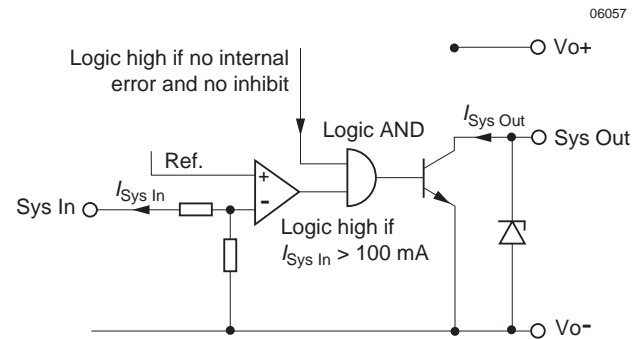 06057
Vo+
Logic high if no internal
error and no inhibit
Logic AND
ISys Out
Sys Out
Ref.
+
-
ISys In
Sys In
Logic high if
ISys In > 100 mA
Vo-